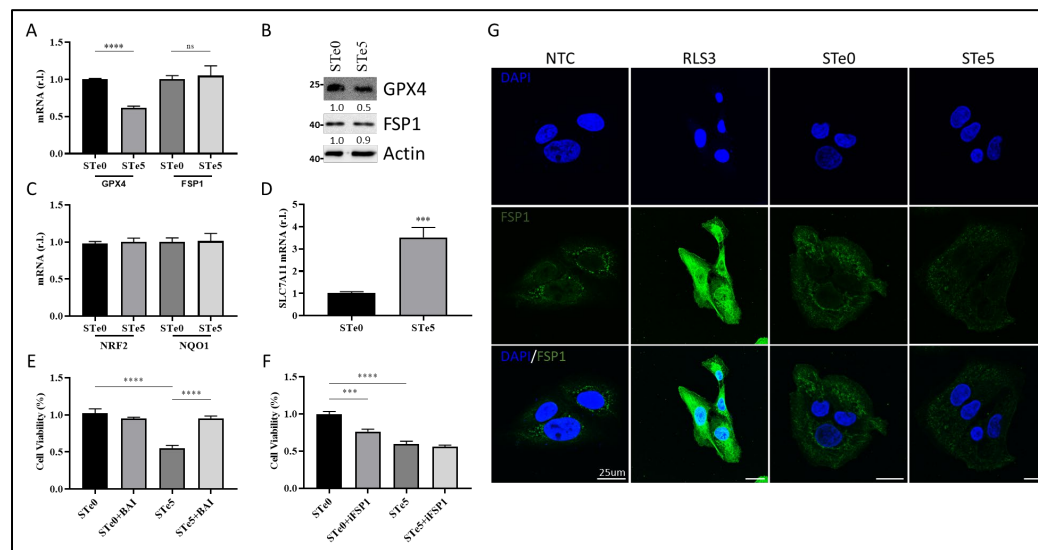 A
mRNA (r.l.)
1.5
1.0
0.5
0.0
****
ns
STe0
STe5
STe0
STe5
GPX4
FSP1
B
STe0
STe5
25
GPX4
1.0 0.5
40
FSP1
1.0 0.9
40
Actin
C
mRNA (r.l.)
1.5
1.0
0.5
0.0
STe0
STe5
STe0
STe5
NRF2
NQO1
D
SLC7A11 mRNA (r.l.)
5
4
3
2
1
0
***
STe0
STe5
E
Cell Viability (%)
1.5
1.0
0.5
0.0
****
****
STe0
STe0+BAI
STe5
STe5+BAI
F
Cell Viability (%)
1.5
1.0
0.5
0.0
****
***
STe0
STe0+iFSP1
STe5
STe5+iFSP1
G
NTC
RLS3
STe0
STe5
DAPI
FSP1
DAPI/FSP1
25um